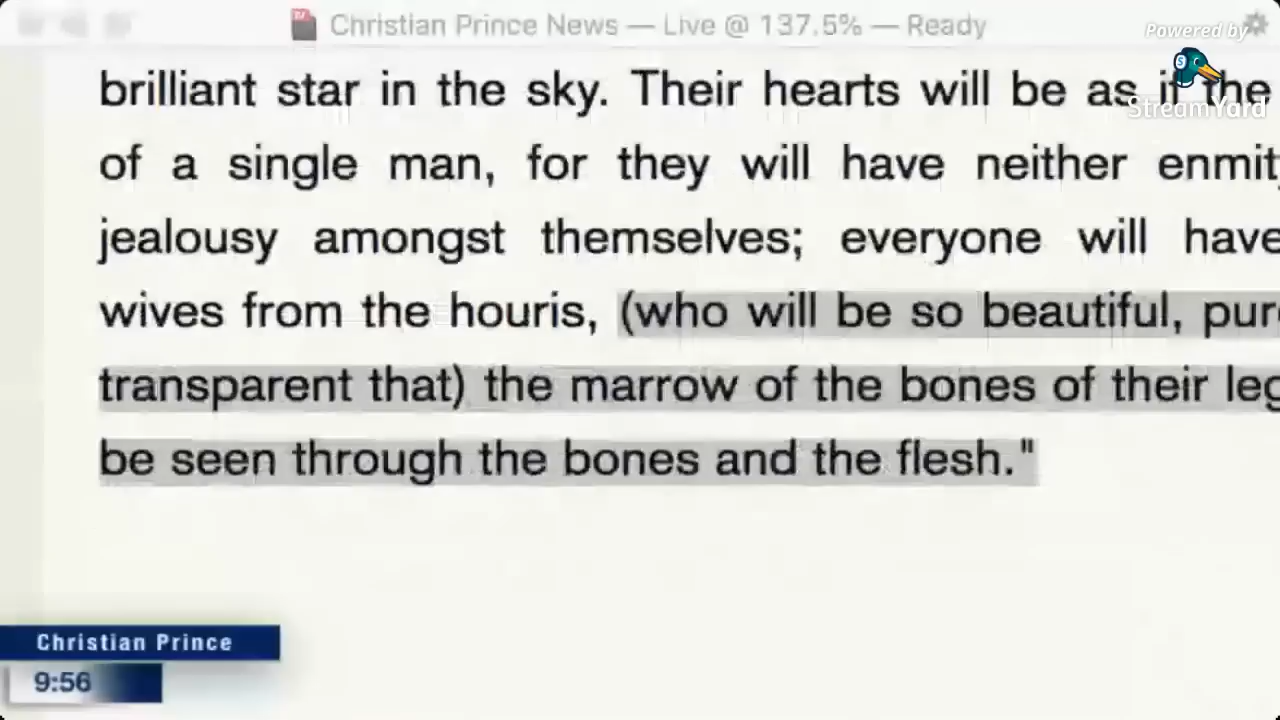 Christian Prince News — Live @ 137.5% — Ready
Powered by
StreamYard
brilliant star in the sky. Their hearts will be as if the
of a single man, for they will have neither
jealousy amongst themselves; everyone will have
wives from the houris, (who will be so beautiful,
transparent that) the marrow of the bones of their
be seen through the bones and the flesh."
Christian Prince
9:56